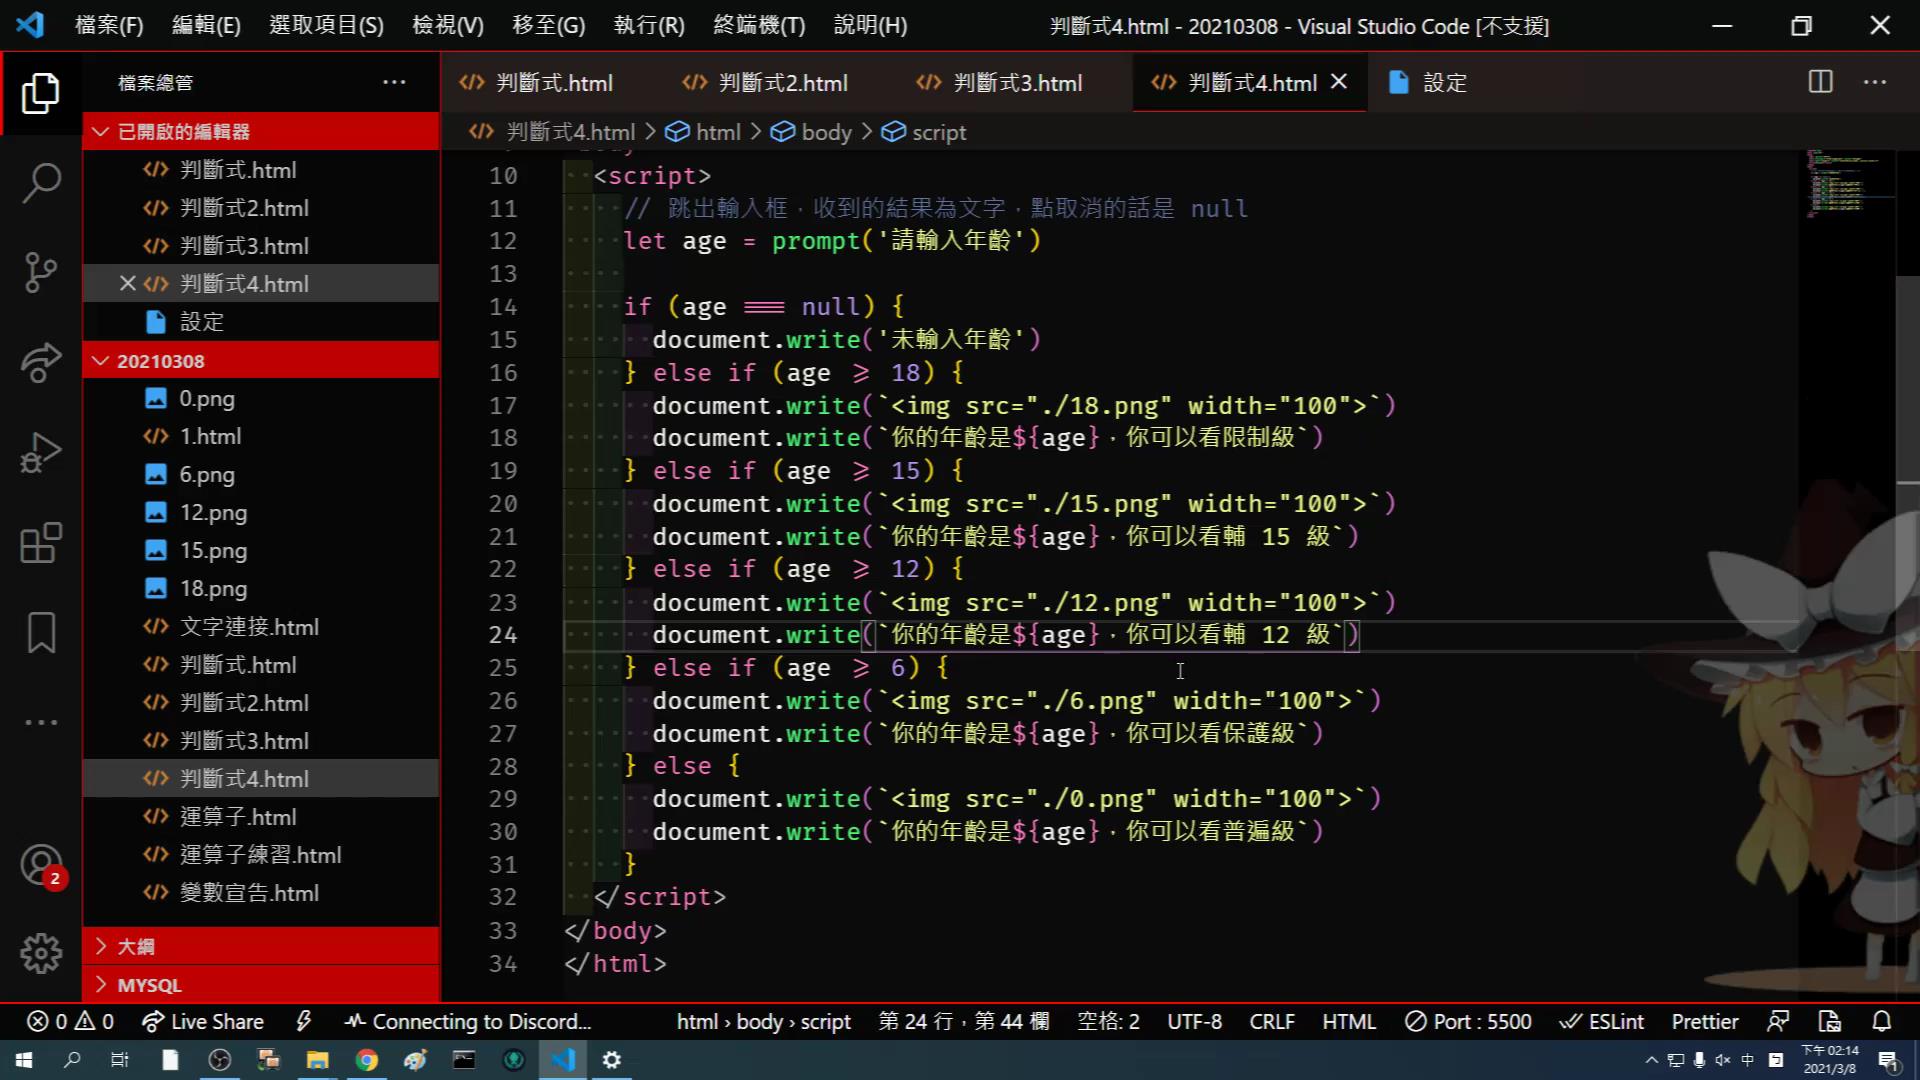 檔案(F) 編輯(E) 選取項目(S) 檢視(V) 移至(G) 執行(R) 終端機(T) 說明(H) 判斷式4.html - 20210308 - Visual Studio Code [不支援]
檔案總管
判斷式.html 判斷式2.html 判斷式3.html 判斷式4.html 設定
判斷式4.html > html > body > script
已開啟的編輯器
判斷式.html
判斷式2.html
判斷式3.html
判斷式4.html
設定
20210308
0.png
1.html
6.png
12.png
15.png
18.png
文字連接.html
判斷式.html
判斷式2.html
判斷式3.html
判斷式4.html
運算子.html
運算子練習.html
變數宣告.html
大綱
MYSQL
2
10 <script>
11 // 跳出輸入框，收到的結果為文字，點取消的話是 null
12 let age = prompt('請輸入年齡')
13
14 if (age === null) {
15 document.write('未輸入年齡')
16 } else if (age >= 18) {
17 document.write(`<img src="./18.png" width="100">`)
18 document.write(`你的年齡是${age}，你可以看限制級`)
19 } else if (age >= 15) {
20 document.write(`<img src="./15.png" width="100">`)
21 document.write(`你的年齡是${age}，你可以看輔 15 級`)
22 } else if (age >= 12) {
23 document.write(`<img src="./12.png" width="100">`)
24 document.write(`你的年齡是${age}，你可以看輔 12 級`)
25 } else if (age >= 6) {
26 document.write(`<img src="./6.png" width="100">`)
27 document.write(`你的年齡是${age}，你可以看保護級`)
28 } else {
29 document.write(`<img src="./0.png" width="100">`)
30 document.write(`你的年齡是${age}，你可以看普遍級`)
31 }
32 </script>
33 </body>
34 </html>
0 0 Live Share Connecting to Discord... html › body › script 第 24 行，第 44 欄 空格: 2 UTF-8 CRLF HTML Port : 5500 ESLint Prettier
中 下午 02:14
2021/3/8
1